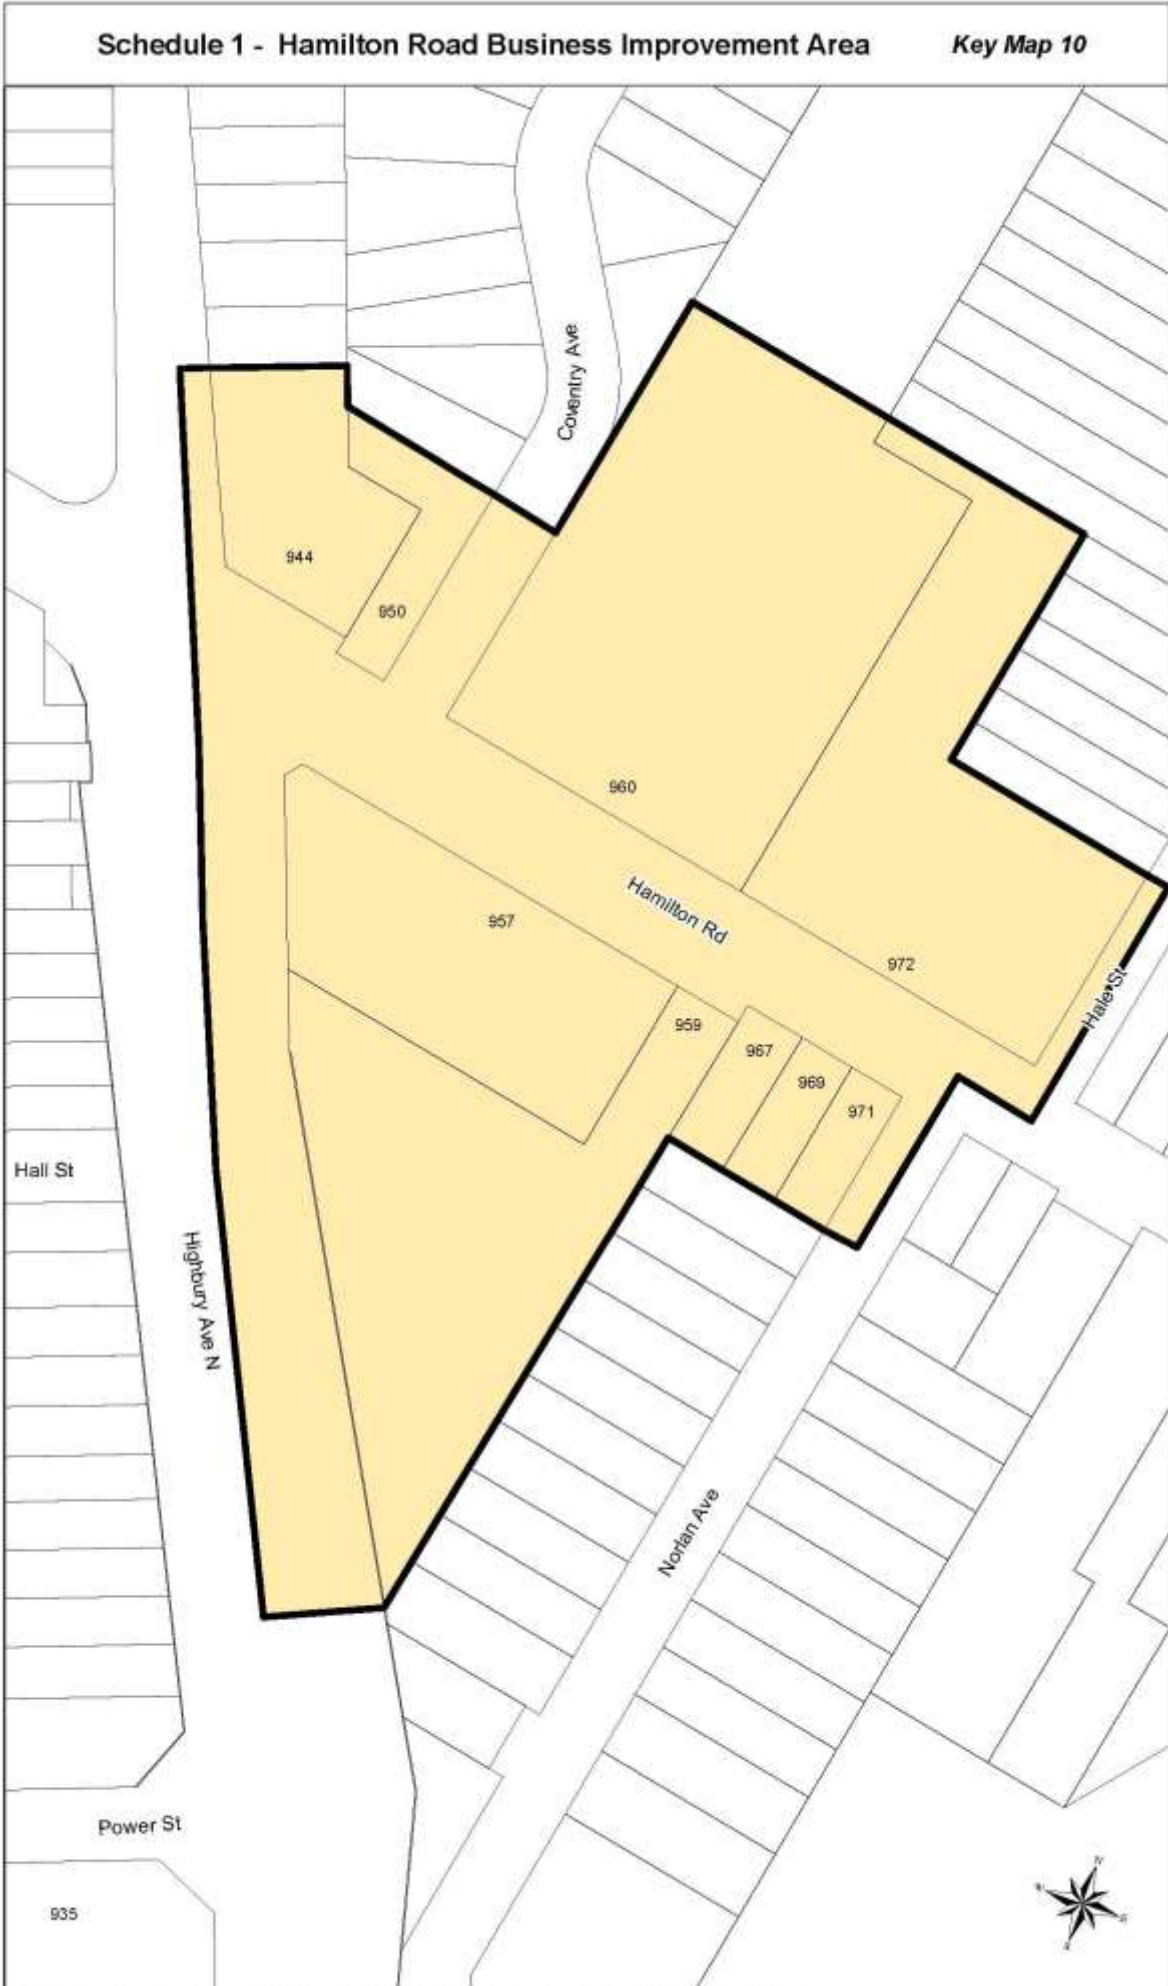 Schedule 1 - Hamilton Road Business Improvement Area
Key Map 10
Coventry Ave
944
950
960
Hamilton Rd
957
972
Hale St
959
967
969
971
Hall St
Highbury Ave N
Norlan Ave
Power St
935
N